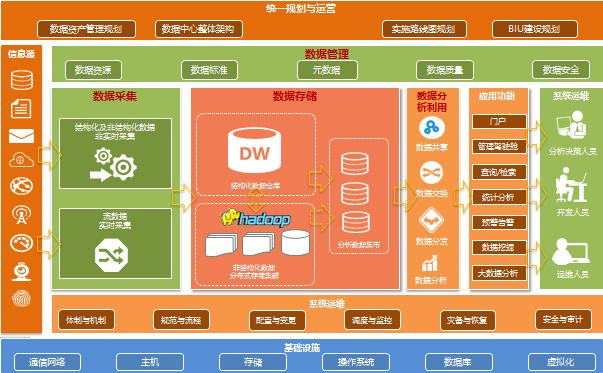 统一规划与运营
数据资产管理规划
数据中心整体架构
实施路线图规划
BIU建设规划
信息源
数据管理
数据资源
数据标准
元数据
数据质量
数据安全
数据采集
结构化及非结构化数据
非实时采集
流数据
实时采集
数据存储
DW
结构化数据仓库
hadoop
非结构化数据
分布式存储集群
分析数据集市
数据分
析利用
数据共享
数据交换
数据分发
数据分析
应用功能
门户
管理驾驶舱
查询/检索
统计分析
预警告警
数据挖掘
大数据分析
系统运维
分析决策人员
开发人员
运维人员
系统运维
体制与机制
规范与流程
配置与变更
调度与监控
灾备与恢复
安全与审计
基础设施
通信网络
主机
存储
操作系统
数据库
虚拟化